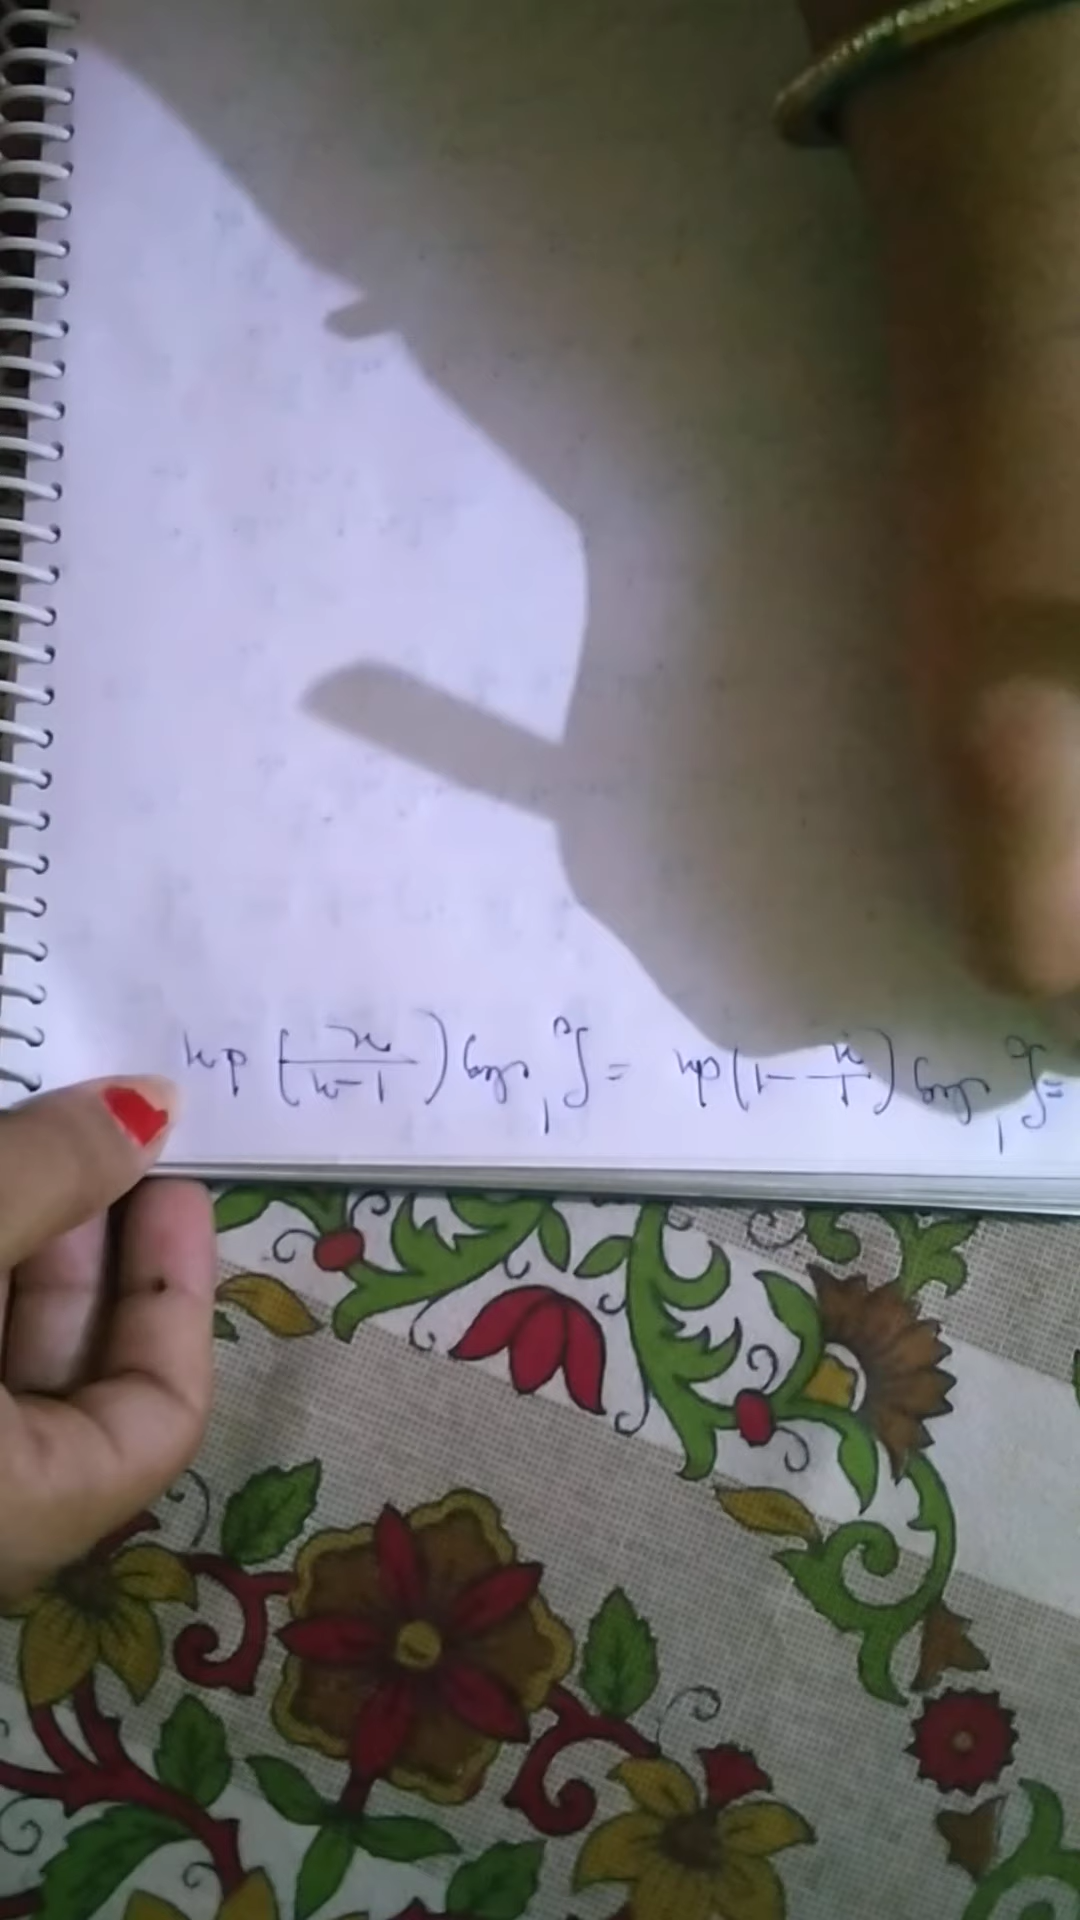 =∫₀¹ log(1/x - 1)dx = ∫₀¹ log(1-x/x)dx